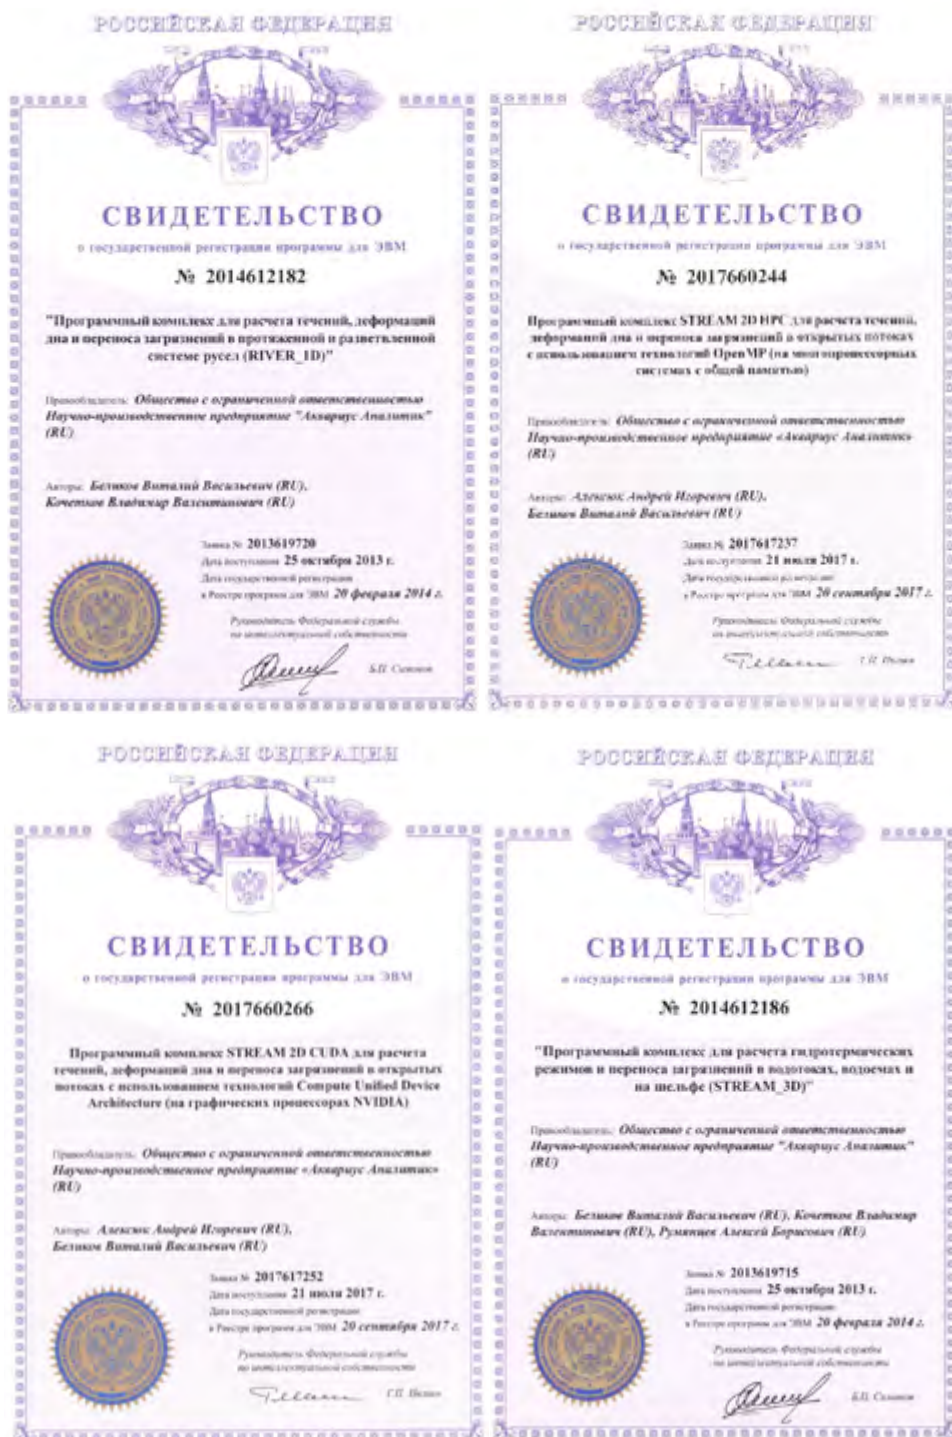 РОССИЙСКАЯ ФЕДЕРАЦИЯ
СВИДЕТЕЛЬСТВО
о государственной регистрации программы для ЭВМ
№ 2014612182
"Программный комплекс для расчета течений, деформаций
дна и переноса загрязнений в протяженной и разветвленной
системе русел (RIVER_1D)"
Правообладатель: Общество с ограниченной ответственностью
Научно-производственное предприятие "Аквариус Аналитик"
(RU)
Авторы: Беликов Виталий Васильевич (RU),
Кочетков Владимир Валентинович (RU)
Заявка № 2013619720
Дата поступления 25 октября 2013 г.
Дата государственной регистрации
в Реестре программ для ЭВМ 20 февраля 2014 г.
Руководитель Федеральной службы
по интеллектуальной собственности
Б.П. Симонов
РОССИЙСКАЯ ФЕДЕРАЦИЯ
СВИДЕТЕЛЬСТВО
о государственной регистрации программы для ЭВМ
№ 2017660244
Программный комплекс STREAM 2D HPC для расчета течений,
деформаций дна и переноса загрязнений в открытых потоках
с использованием технологий OpenMP (на многопроцессорных
системах с общей памятью)
Правообладатель: Общество с ограниченной ответственностью
Научно-производственное предприятие «Аквариус Аналитик»
(RU)
Авторы: Алексюк Андрей Игоревич (RU),
Беликов Виталий Васильевич (RU)
Заявка № 2017617237
Дата поступления 21 июля 2017 г.
Дата государственной регистрации
в Реестре программ для ЭВМ 20 сентября 2017 г.
Руководитель Федеральной службы
по интеллектуальной собственности
Г.П. Ивлиев
РОССИЙСКАЯ ФЕДЕРАЦИЯ
СВИДЕТЕЛЬСТВО
о государственной регистрации программы для ЭВМ
№ 2017660266
Программный комплекс STREAM 2D CUDA для расчета
течений, деформаций дна и переноса загрязнений в открытых
потоках с использованием технологий Compute Unified Device
Architecture (на графических процессорах NVIDIA)
Правообладатель: Общество с ограниченной ответственностью
Научно-производственное предприятие «Аквариус Аналитик»
(RU)
Авторы: Алексюк Андрей Игоревич (RU),
Беликов Виталий Васильевич (RU)
Заявка № 2017617252
Дата поступления 21 июля 2017 г.
Дата государственной регистрации
в Реестре программ для ЭВМ 20 сентября 2017 г.
Руководитель Федеральной службы
по интеллектуальной собственности
Г.П. Ивлиев
РОССИЙСКАЯ ФЕДЕРАЦИЯ
СВИДЕТЕЛЬСТВО
о государственной регистрации программы для ЭВМ
№ 2014612186
"Программный комплекс для расчета гидротермических
режимов и переноса загрязнений в водотоках, водоемах и
на шельфе (STREAM_3D)"
Правообладатель: Общество с ограниченной ответственностью
Научно-производственное предприятие "Аквариус Аналитик"
(RU)
Авторы: Беликов Виталий Васильевич (RU), Кочетков Владимир
Валентинович (RU), Румянцев Алексей Борисович (RU)
Заявка № 2013619715
Дата поступления 25 октября 2013 г.
Дата государственной регистрации
в Реестре программ для ЭВМ 20 февраля 2014 г.
Руководитель Федеральной службы
по интеллектуальной собственности
Б.П. Симонов